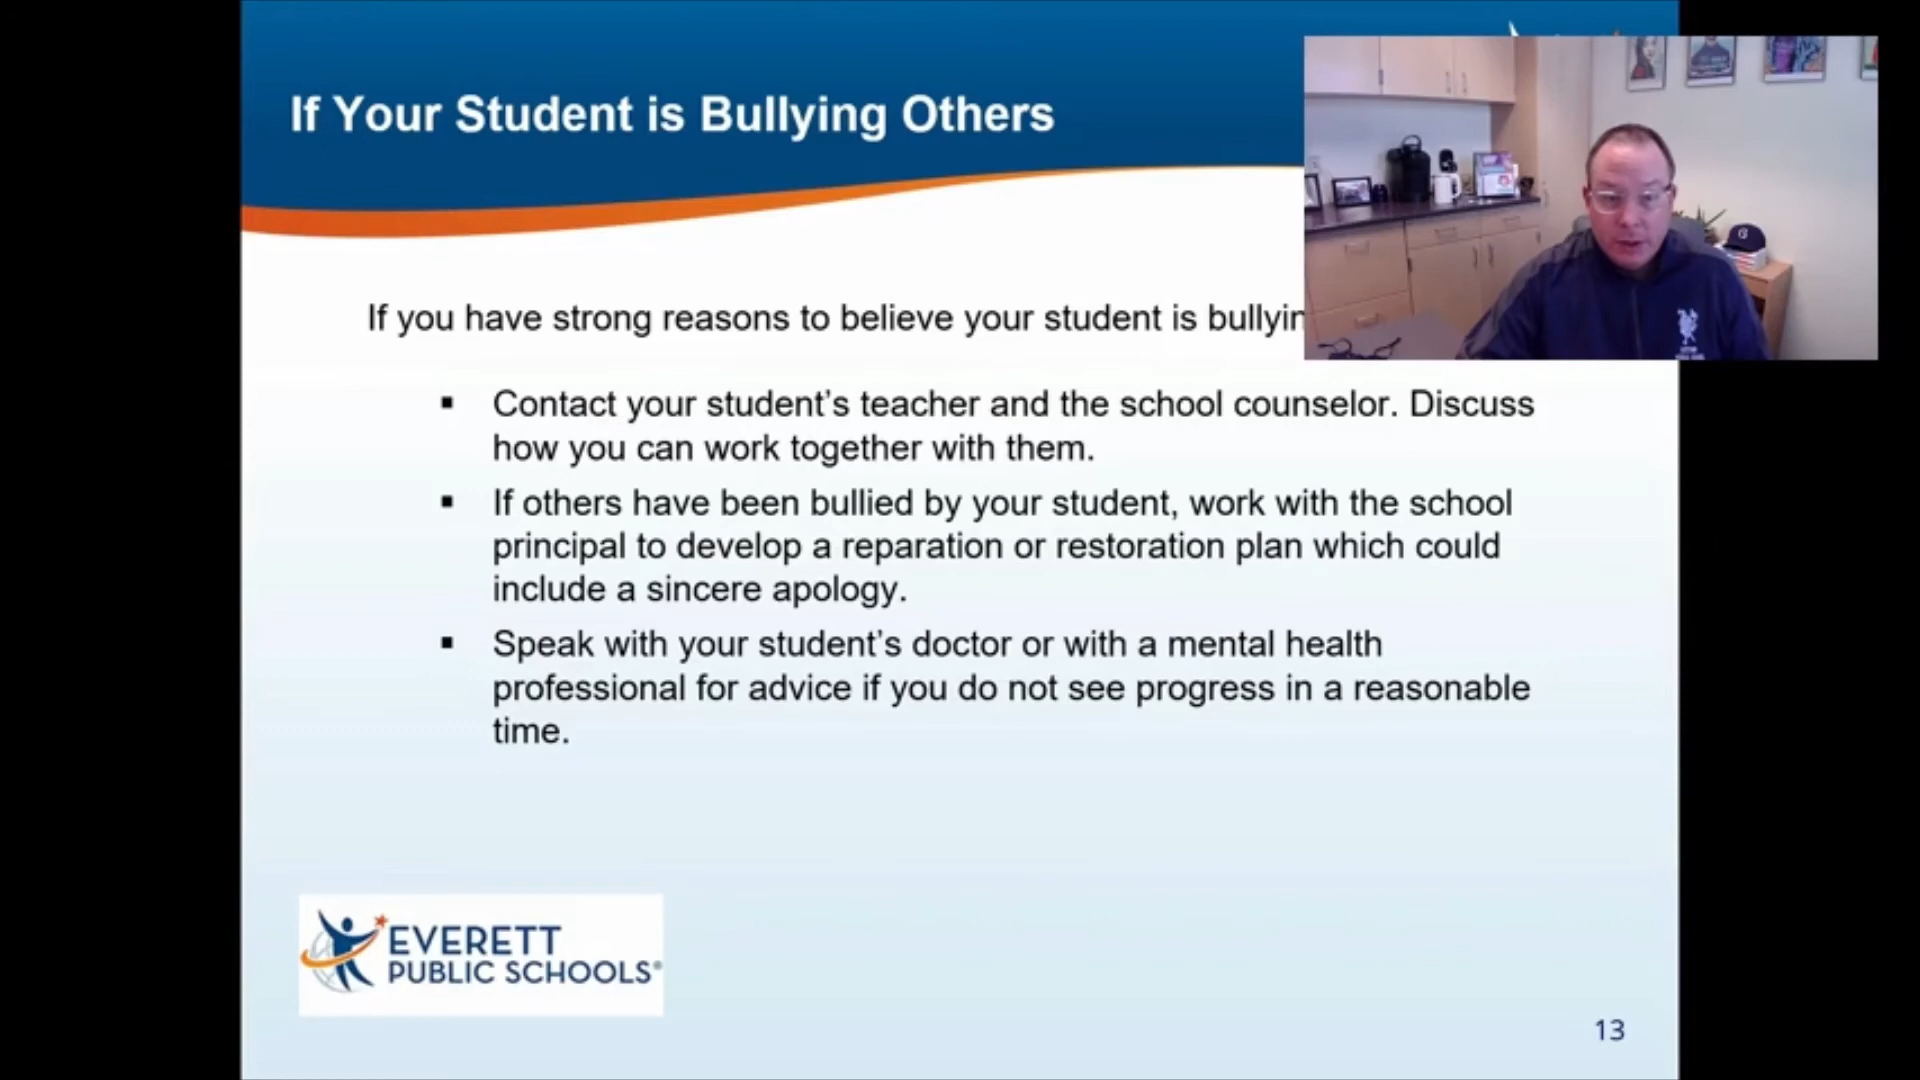 If Your Student is Bullying Others
If you have strong reasons to believe your student is
▪ Contact your student’s teacher and the school counselor. Discuss
how you can work together with them.
▪ If others have been bullied by your student, work with the school
principal to develop a reparation or restoration plan which could
include a sincere apology.
▪ Speak with your student’s doctor or with a mental health
professional for advice if you do not see progress in a reasonable
time.
EVERETT
PUBLIC SCHOOLS®
13